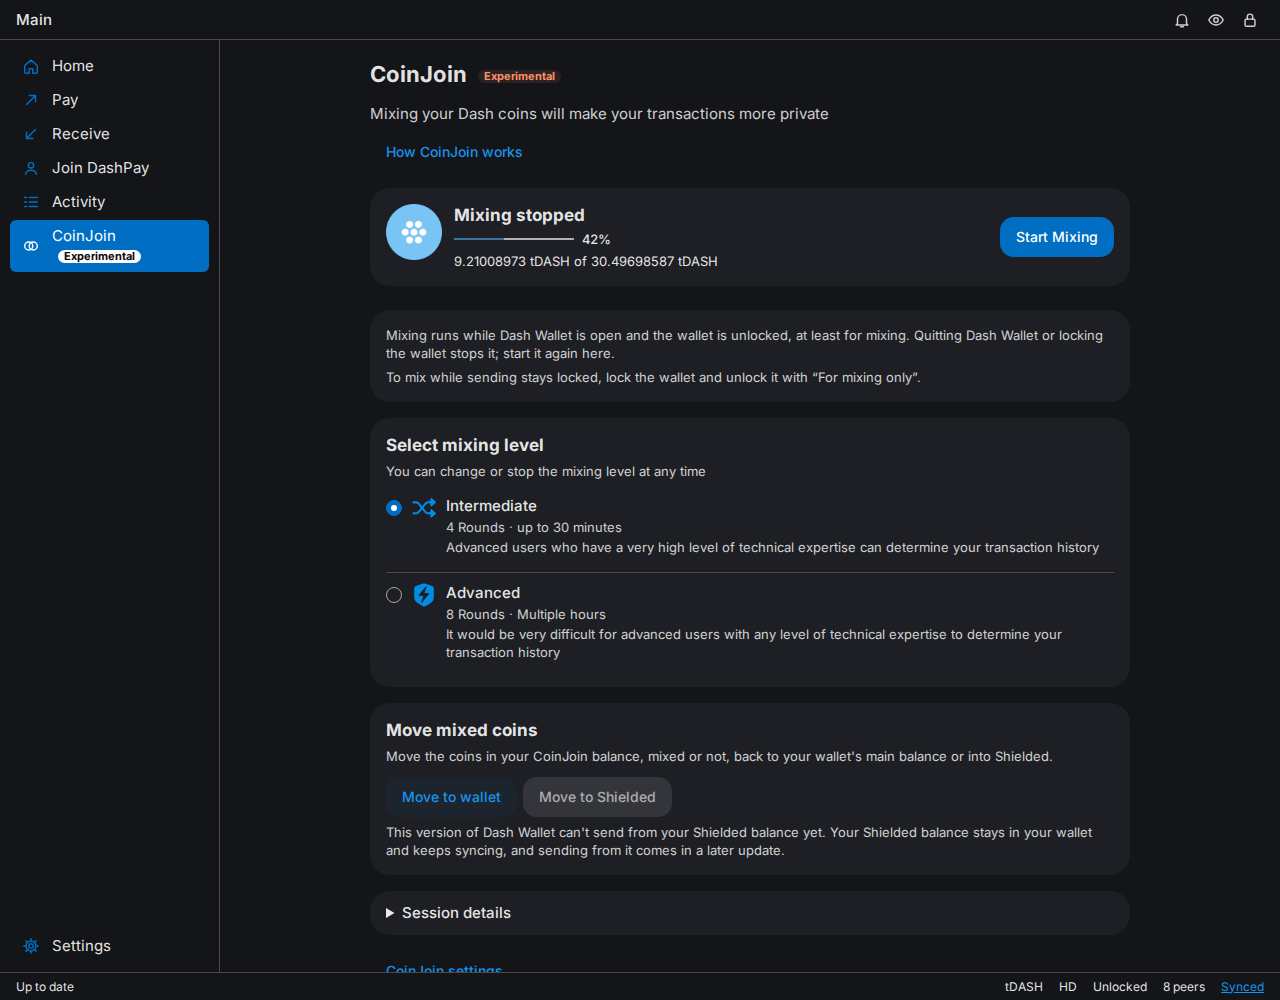 Main
Home
Pay
Receive
Join DashPay
Activity
CoinJoin
Experimental
Settings
CoinJoin Experimental
Mixing your Dash coins will make your transactions more private
How CoinJoin works
Mixing stopped
42%
9.21008973 tDASH of 30.49698587 tDASH
Start Mixing
Mixing runs while Dash Wallet is open and the wallet is unlocked, at least for mixing. Quitting Dash Wallet or locking
the wallet stops it; start it again here.
To mix while sending stays locked, lock the wallet and unlock it with “For mixing only”.
Select mixing level
You can change or stop the mixing level at any time
Intermediate
4 Rounds · up to 30 minutes
Advanced users who have a very high level of technical expertise can determine your transaction history
Advanced
8 Rounds · Multiple hours
It would be very difficult for advanced users with any level of technical expertise to determine your
transaction history
Move mixed coins
Move the coins in your CoinJoin balance, mixed or not, back to your wallet's main balance or into Shielded.
Move to wallet Move to Shielded
This version of Dash Wallet can't send from your Shielded balance yet. Your Shielded balance stays in your wallet
and keeps syncing, and sending from it comes in a later update.
Session details
CoinJoin settings
Up to date
tDASH HD Unlocked 8 peers Synced